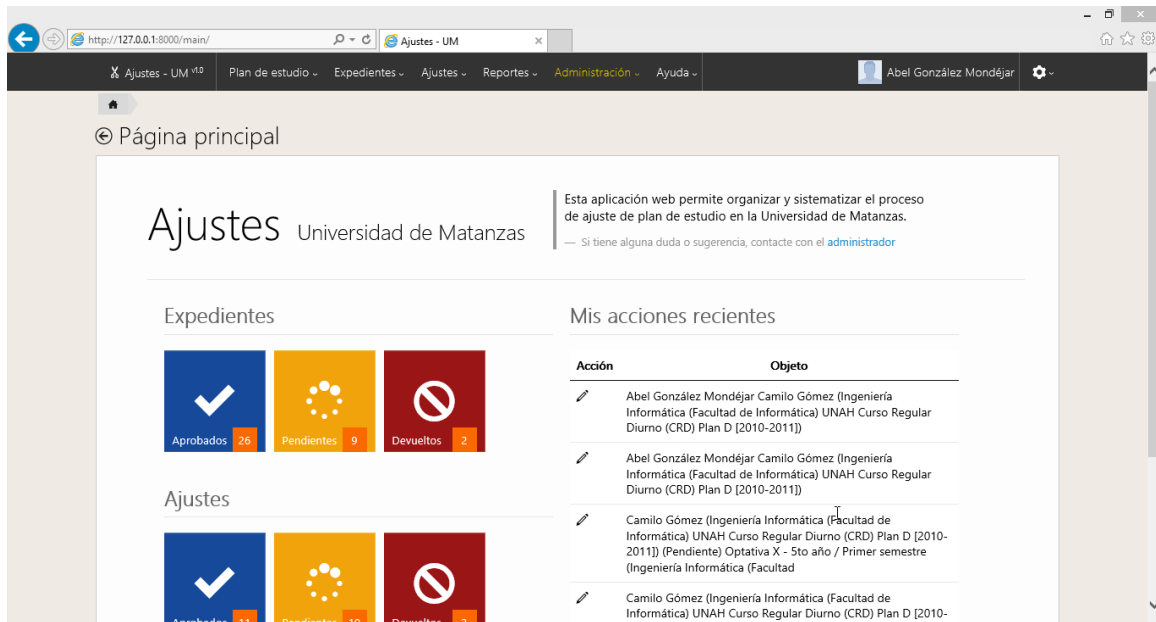 http://127.0.0.1:8000/main/
Ajustes - UM
Ajustes - UM v1.0
Plan de estudio
Expedientes
Ajustes
Reportes
Administración
Ayuda
Abel González Mondéjar
Página principal
Ajustes Universidad de Matanzas
Esta aplicación web permite organizar y sistematizar el proceso
de ajuste de plan de estudio en la Universidad de Matanzas.
— Si tiene alguna duda o sugerencia, contacte con el administrador
Expedientes
Aprobados 26
Pendientes 9
Devueltos 2
Ajustes
Aprobados 11
Pendientes 10
Devueltos
Mis acciones recientes
Acción Objeto
Abel González Mondéjar Camilo Gómez (Ingeniería
Informática (Facultad de Informática) UNAH Curso Regular
Diurno (CRD) Plan D [2010-2011])
Abel González Mondéjar Camilo Gómez (Ingeniería
Informática (Facultad de Informática) UNAH Curso Regular
Diurno (CRD) Plan D [2010-2011])
Camilo Gómez (Ingeniería Informática (Facultad de
Informática) UNAH Curso Regular Diurno (CRD) Plan D [2010-
2011]) (Pendiente) Optativa X - 5to año / Primer semestre
(Ingeniería Informática (Facultad
Camilo Gómez (Ingeniería Informática (Facultad de
Informática) UNAH Curso Regular Diurno (CRD) Plan D [2010-